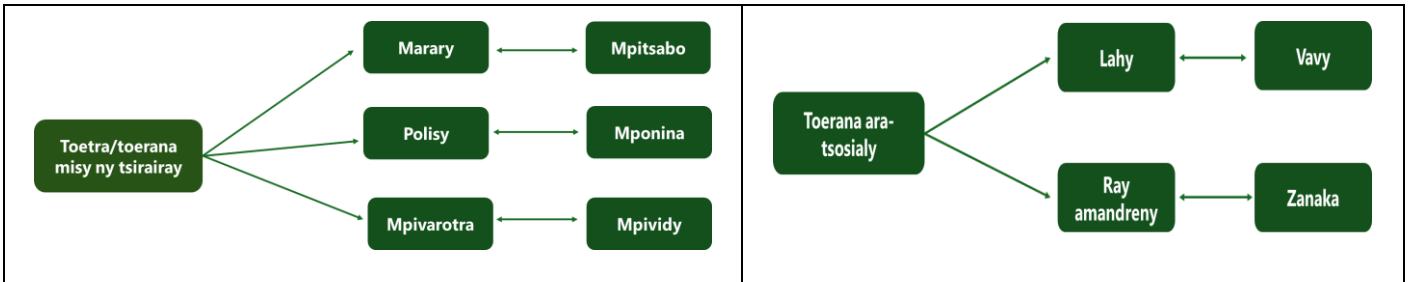 Marary
Mpitsabo
Toetra/toerana
misy ny tsirairay
Polisy
Mponina
Mpivarotra
Mpividy
Toerana ara-
tsosialy
Lahy
Vavy
Ray
amandreny
Zanaka